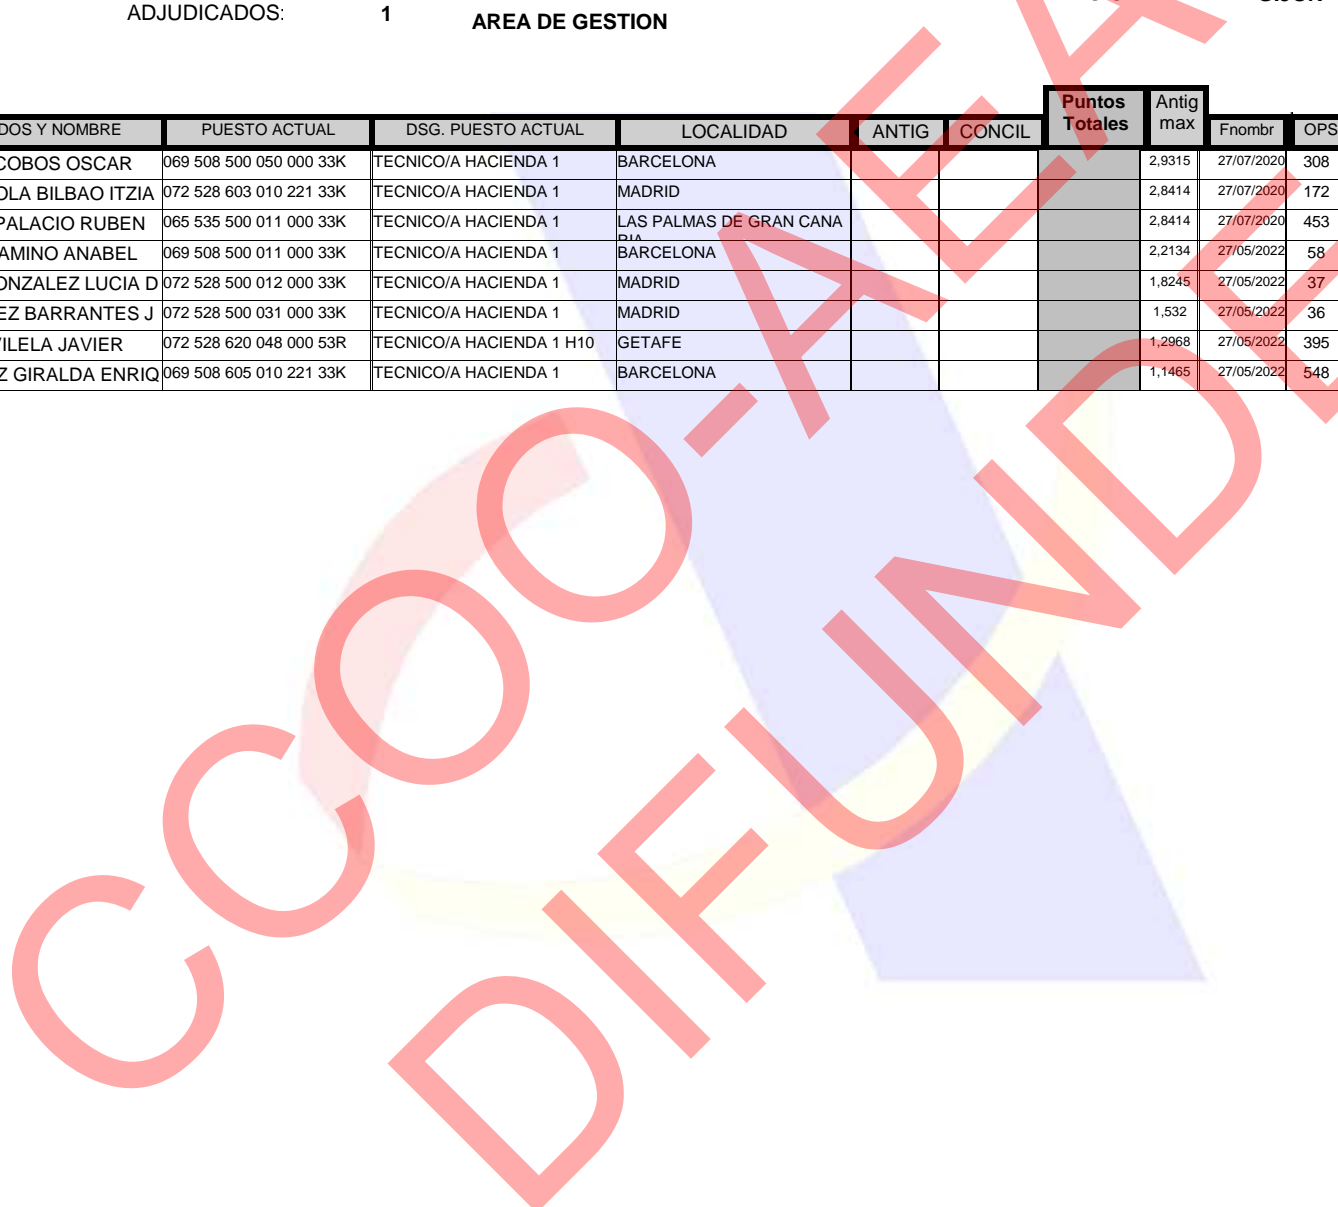 ADJUDICADOS: 1
AREA DE GESTION
DOS Y NOMBRE PUESTO ACTUAL DSG. PUESTO ACTUAL LOCALIDAD ANTIG CONCIL Puntos Totales Antig max Fnombr OPS
COBOS OSCAR 069 508 500 050 000 33K TECNICO/A HACIENDA 1 BARCELONA 2,9315 27/07/2020 308
OLA BILBAO ITZIA 072 528 603 010 221 33K TECNICO/A HACIENDA 1 MADRID 2,8414 27/07/2020 172
PALACIO RUBEN 065 535 500 011 000 33K TECNICO/A HACIENDA 1 LAS PALMAS DE GRAN CANA 2,8414 27/07/2020 453
RIA
AMINO ANABEL 069 508 500 011 000 33K TECNICO/A HACIENDA 1 BARCELONA 2,2134 27/05/2022 58
ONZALEZ LUCIA D 072 528 500 012 000 33K TECNICO/A HACIENDA 1 MADRID 1,8245 27/05/2022 37
EZ BARRANTES J 072 528 500 031 000 33K TECNICO/A HACIENDA 1 MADRID 1,532 27/05/2022 36
VILELA JAVIER 072 528 620 048 000 53R TECNICO/A HACIENDA 1 H10 GETAFE 1,2968 27/05/2022 395
Z GIRALDA ENRIQ 069 508 605 010 221 33K TECNICO/A HACIENDA 1 BARCELONA 1,1465 27/05/2022 548
CCOO-AEA
DIFUNDE